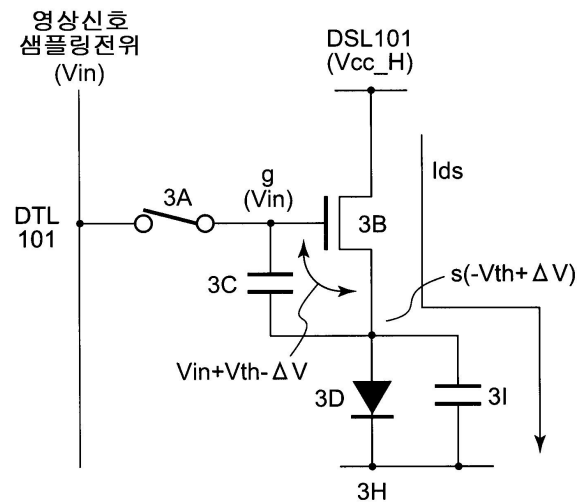 영상신호
샘플링전위
(Vin)
DSL101
(Vcc_H)
Ids
3A
g
(Vin)
DTL
101
3B
3C
s(-Vth+ΔV)
Vin+Vth-ΔV
3D
3I
3H